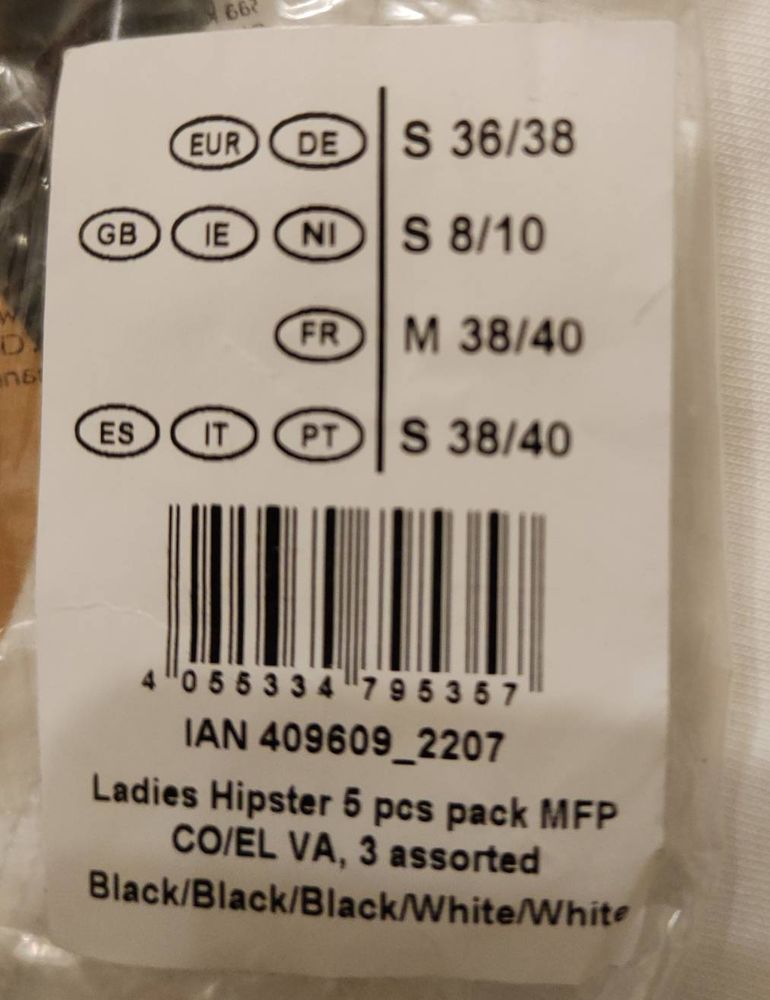 EUR DE S 36/38
GB IE NI S 8/10
FR M 38/40
ES IT PT S 38/40
4 055334 795357
IAN 409609_2207
Ladies Hipster 5 pcs pack MFP
CO/EL VA, 3 assorted
Black/Black/Black/White/White